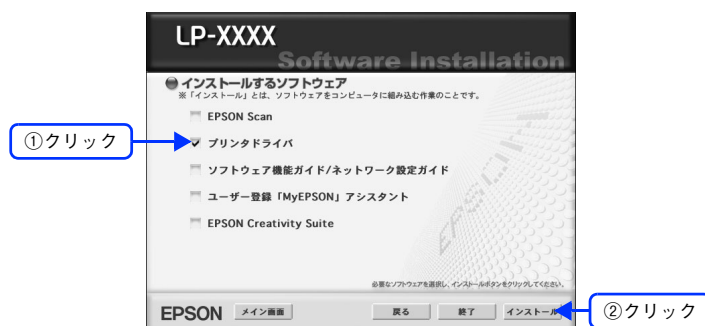 LP-XXXX
Software Installation
インストールするソフトウェア
※「インストール」とは、ソフトウェアをコンピュータに組み込む作業のことです。
EPSON Scan
①クリック
プリンタドライバ
ソフトウェア機能ガイド/ネットワーク設定ガイド
ユーザー登録「MyEPSON」アシスタント
EPSON Creativity Suite
EPSON
必要なソフトウェアを選択し、インストールボタンをクリックしてください。
EPSON
メイン画面
戻る
終了
インストール
②クリック